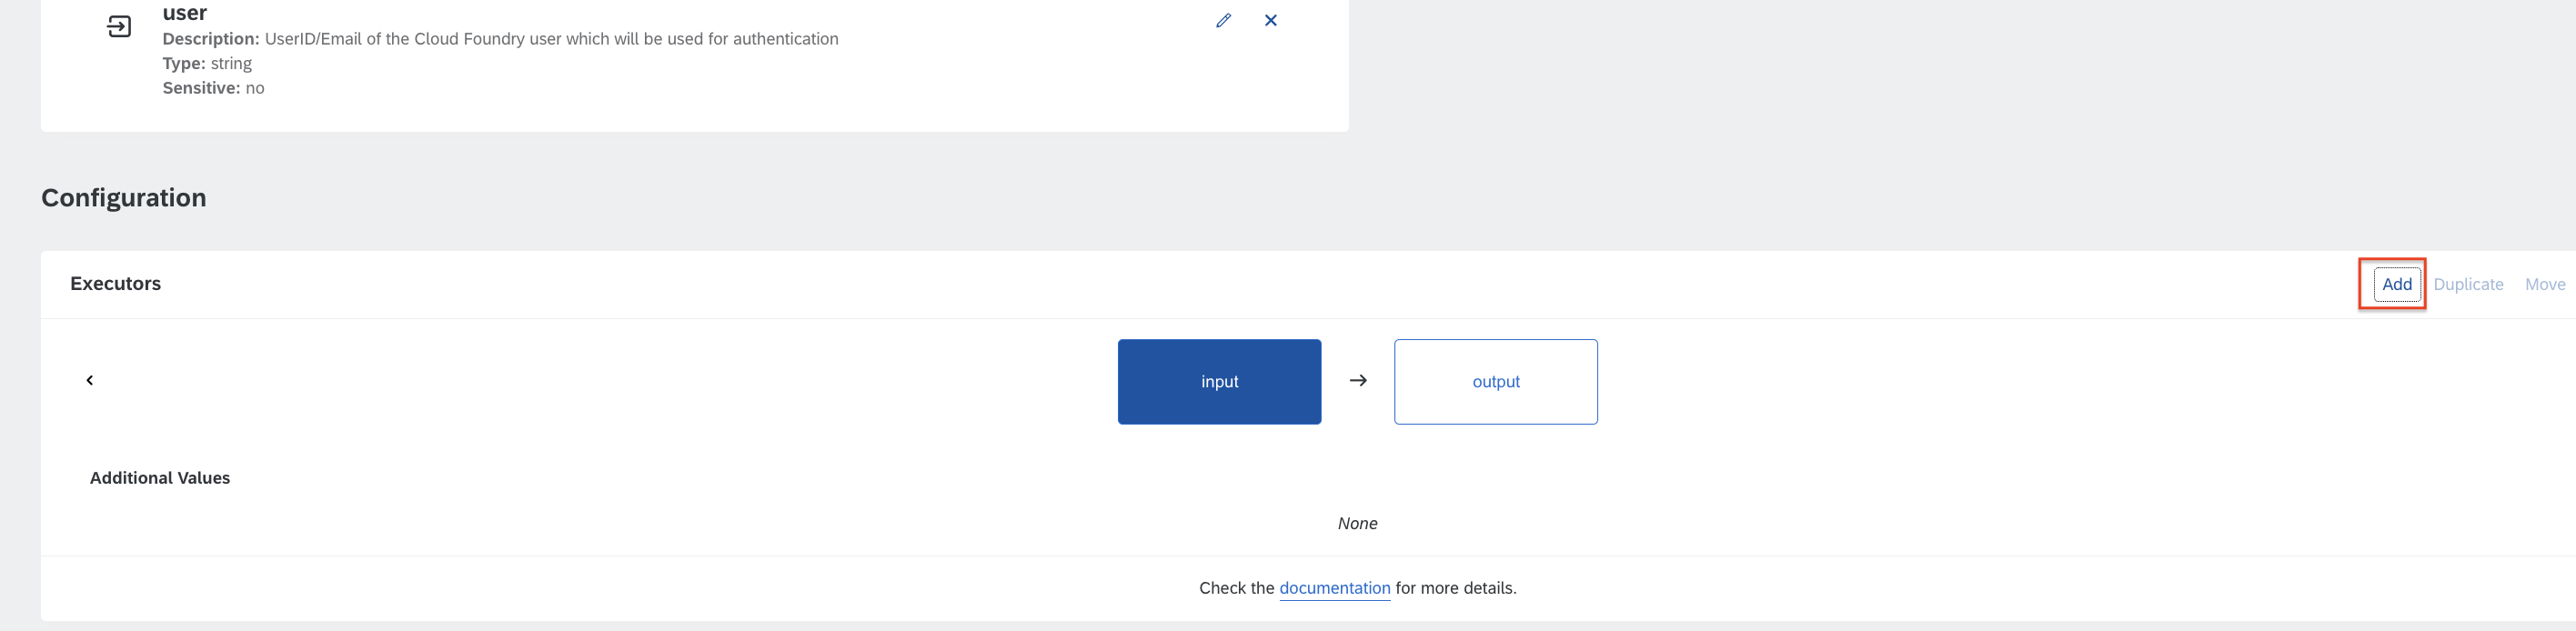 user
Description: UserID/Email of the Cloud Foundry user which will be used for authentication
Type: string
Sensitive: no
Configuration
Executors
Add Duplicate Move
input
output
Additional Values
None
Check the documentation for more details.